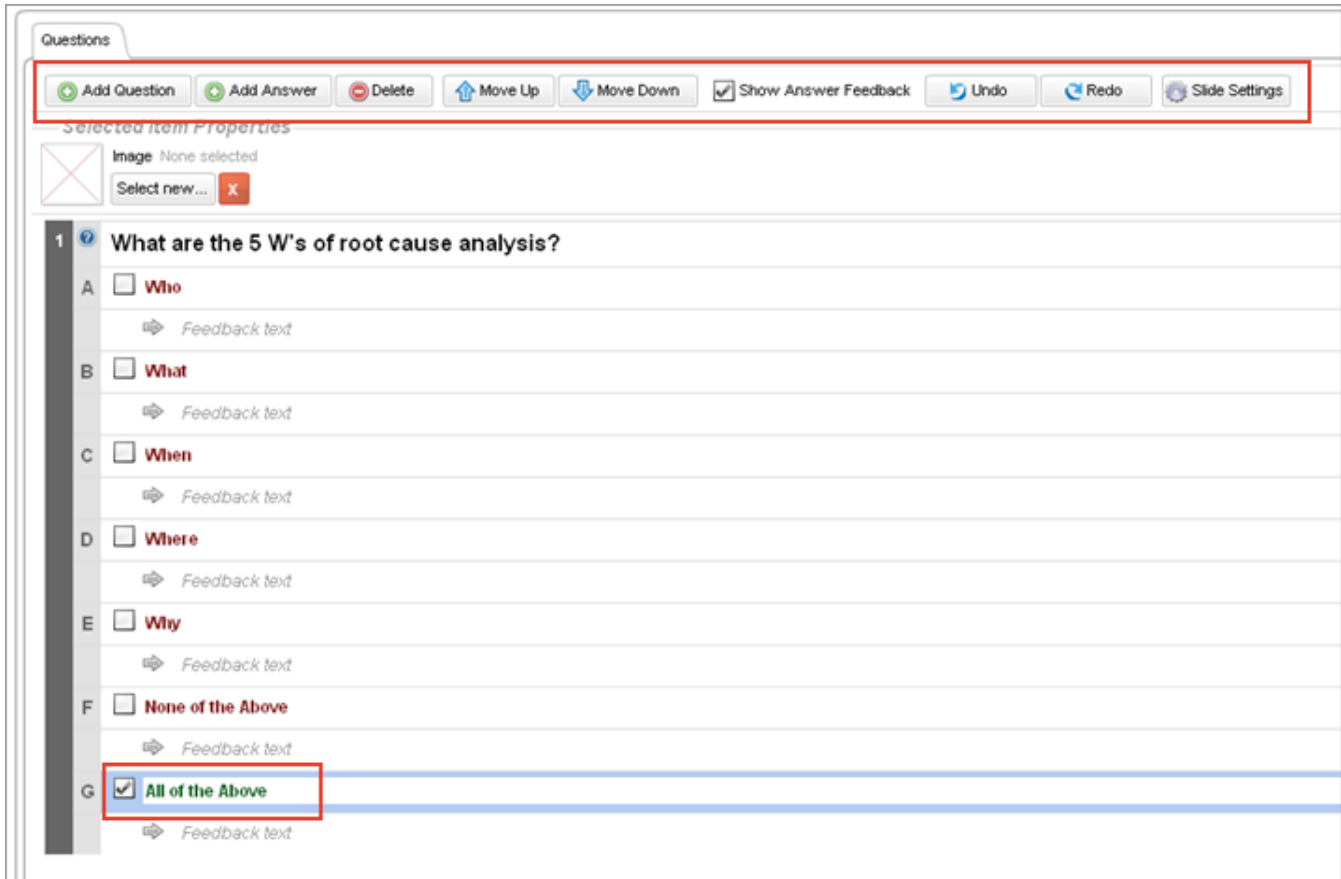 Questions
Add Question Add Answer Delete Move Up Move Down Show Answer Feedback Undo Redo Slide Settings
Selected Item Properties
Image None selected
Select new... X
1 ? What are the 5 W's of root cause analysis?
A Who
Feedback text
B What
Feedback text
C When
Feedback text
D Where
Feedback text
E Why
Feedback text
F None of the Above
Feedback text
G All of the Above
Feedback text